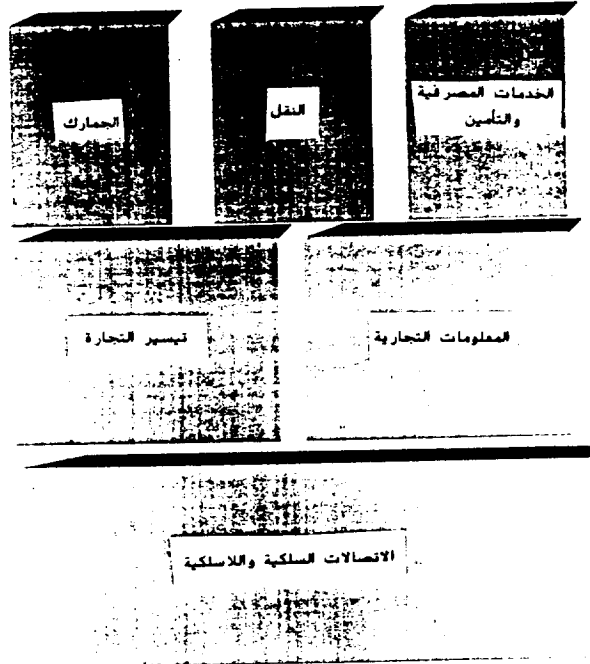 الخدمات المصرفية
والتأمين
النقل
الجمارك
المعلومات التجارية
تيسير التجارة
الاتصالات السلكية واللاسلكية